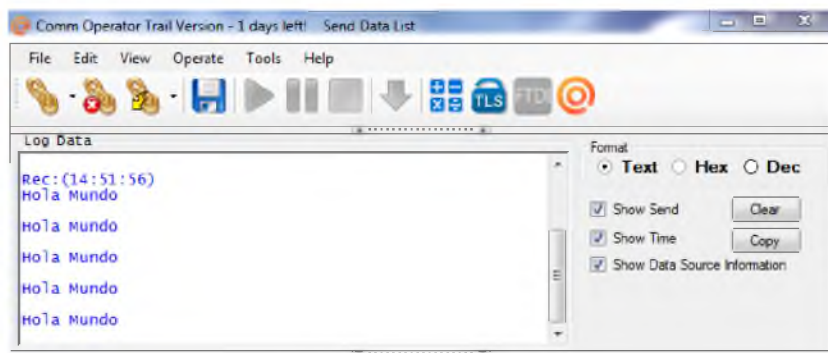 Comm Operator Trail Version - 1 days left!   Send Data List
File   Edit   View   Operate   Tools   Help
TLS   FTD
Log Data
Format
Text   Hex   Dec
Rec:(14:51:56)
Hola Mundo
Show Send   Clear
Hola Mundo
Show Time   Copy
Hola Mundo
Show Data Source Information
Hola Mundo
Hola Mundo